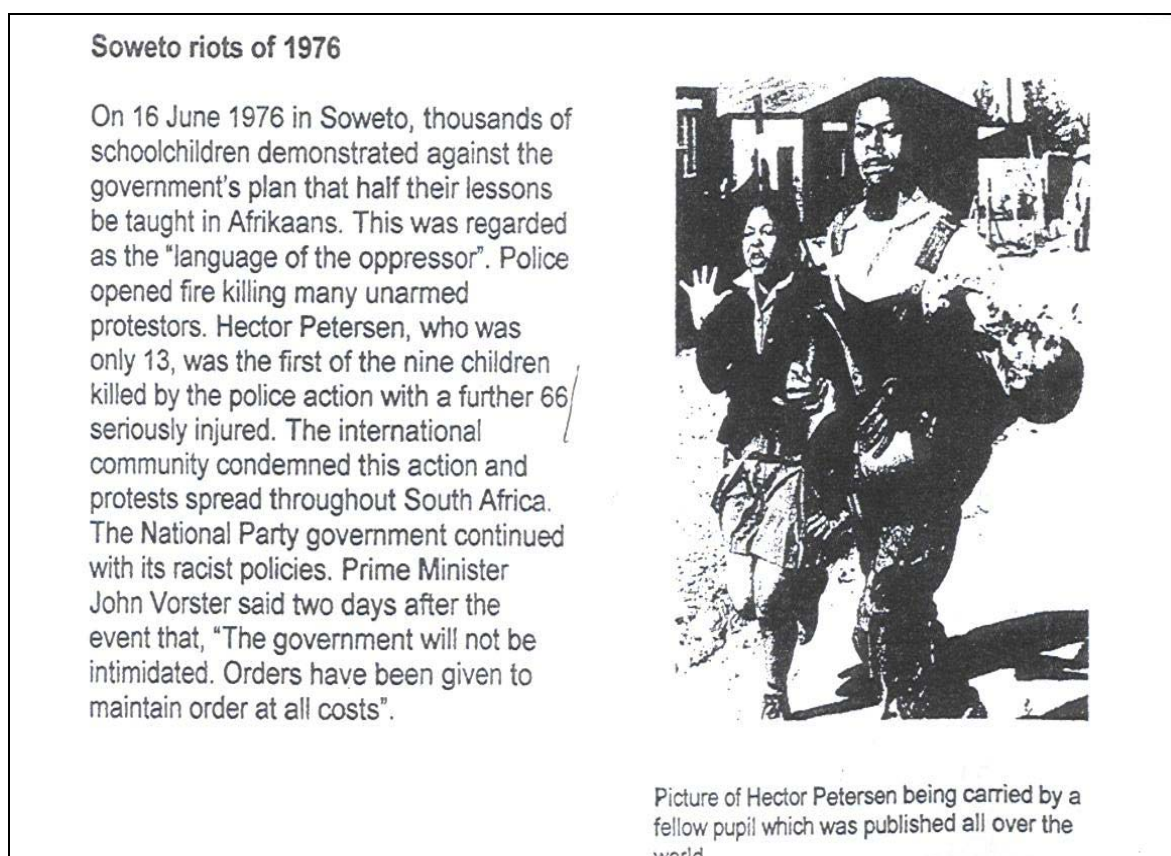 Soweto riots of 1976
On 16 June 1976 in Soweto, thousands of
schoolchildren demonstrated against the
government's plan that half their lessons
be taught in Afrikaans. This was regarded
as the "language of the oppressor". Police
opened fire killing many unarmed
protestors. Hector Petersen, who was
only 13, was the first of the nine children
killed by the police action with a further 66
seriously injured. The international
community condemned this action and
protests spread throughout South Africa.
The National Party government continued
with its racist policies. Prime Minister
John Vorster said two days after the
event that, "The government will not be
intimidated. Orders have been given to
maintain order at all costs".
Picture of Hector Petersen being carried by a
fellow pupil which was published all over the
world